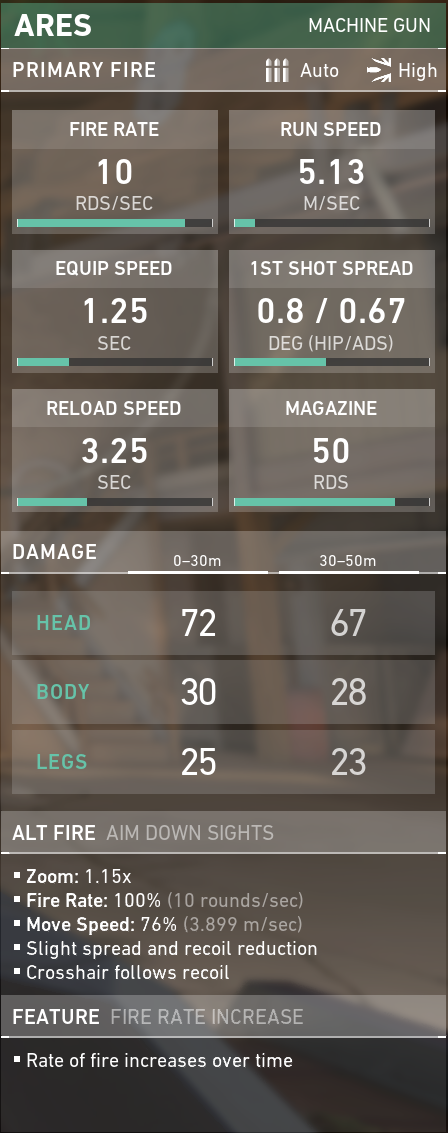 ARES MACHINE GUN
PRIMARY FIRE Auto High
FIRE RATE RUN SPEED
10 5.13
RDS/SEC M/SEC
EQUIP SPEED 1ST SHOT SPREAD
1.25 0.8 / 0.67
SEC DEG (HIP/ADS)
RELOAD SPEED MAGAZINE
3.25 50
SEC RDS
DAMAGE 0–30m 30–50m
HEAD 72 67
BODY 30 28
LEGS 25 23
ALT FIRE AIM DOWN SIGHTS
▪ Zoom: 1.15x
▪ Fire Rate: 100% (10 rounds/sec)
▪ Move Speed: 76% (3.899 m/sec)
▪ Slight spread and recoil reduction
▪ Crosshair follows recoil
FEATURE FIRE RATE INCREASE
▪ Rate of fire increases over time